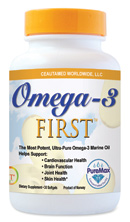 CEAUTAMED WORLDWIDE, LLC
Omega-3
FIRST
The Most Potent, Ultra-Pure Omega-3 Marine Oil
Helps Support:
• Cardiovascular Health
• Brain Function
• Joint Health
• Skin Health*
PureMax
Dietary Supplement • 30 Softgels
Product of Norway